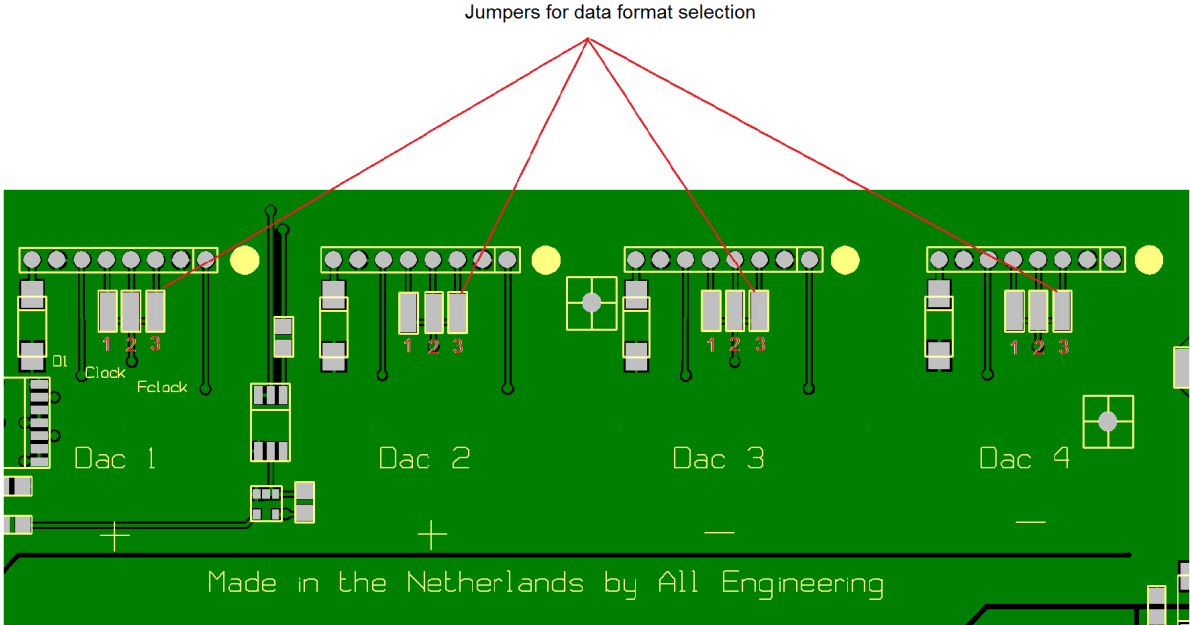 Jumpers for data format selection
1 2 3
1 2 3
1 2 3
1 2 3
D1
Clock
Fclock
Dac 1
Dac 2
Dac 3
Dac 4
+
+
—
—
Made in the Netherlands by All Engineering